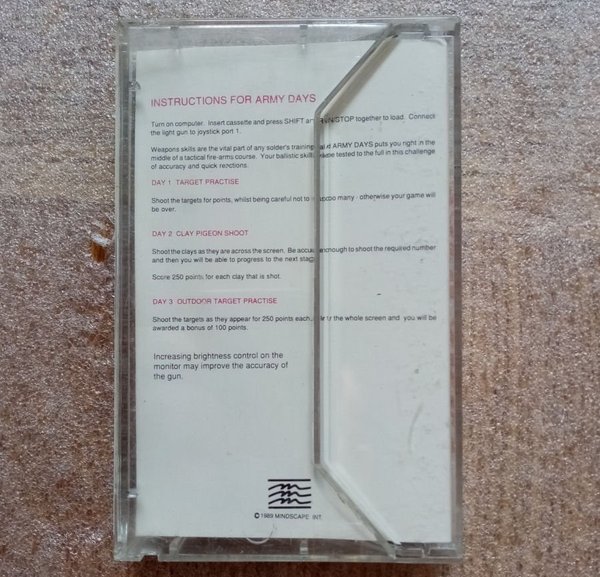 INSTRUCTIONS FOR ARMY DAYS
Turn on computer. Insert cassette and press SHIFT and RUN/STOP together to load. Connect
the light gun to joystick port 1.
Weapons skills are the vital part of any solder's training and ARMY DAYS puts you right in the
middle of a tactical fire-arms course. Your ballistic skills tested to the full in this challenge
of accuracy and quick reactions.
DAY 1 TARGET PRACTISE
Shoot the targets for points, whilst being careful not to too many - otherwise your game will
be over.
DAY 2 CLAY PIGEON SHOOT
Shoot the clays as they are across the screen. Be accurate enough to shoot the required number
and then you will be able to progress to the next stage.
Score 250 points for each clay that is shot.
DAY 3 OUTDOOR TARGET PRACTISE
Shoot the targets as they appear for 250 points each. the whole screen and you will be
awarded a bonus of 100 points.
Increasing brightness control on the
monitor may improve the accuracy of
the gun.
© 1989 MINDSCAPE INT.